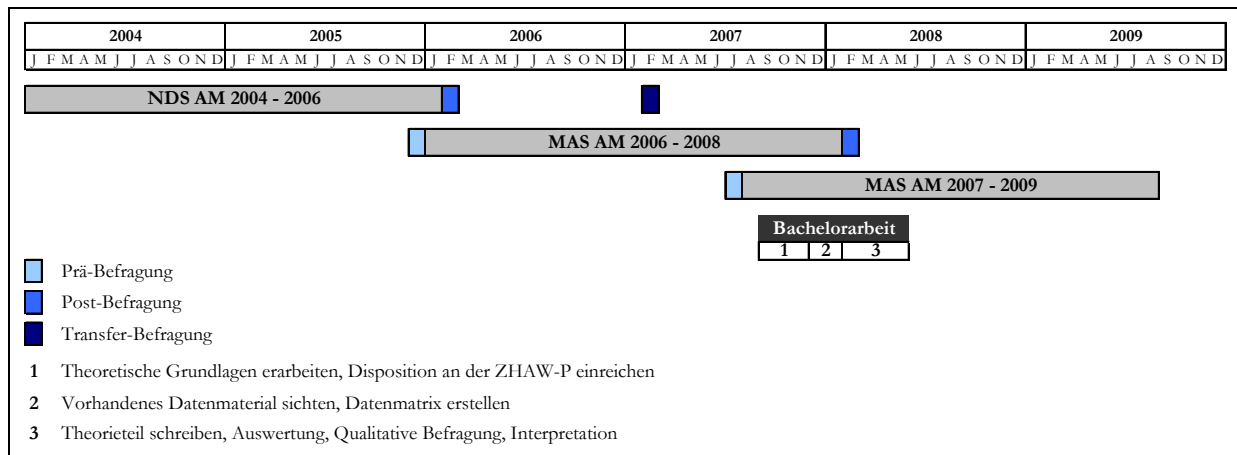 2004 2005 2006 2007 2008 2009
J F M A M J J A S O N D J F M A M J J A S O N D J F M A M J J A S O N D J F M A M J J A S O N D J F M A M J J A S O N D J F M A M J J A S O N D
NDS AM 2004 - 2006
MAS AM 2006 - 2008
MAS AM 2007 - 2009
Bachelorarbeit
1 2 3
Prä-Befragung
Post-Befragung
Transfer-Befragung
1 Theoretische Grundlagen erarbeiten, Disposition an der ZHAW-P einreichen
2 Vorhandenes Datenmaterial sichten, Datenmatrix erstellen
3 Theorieteil schreiben, Auswertung, Qualitative Befragung, Interpretation